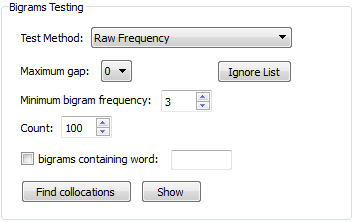 Bigrams Testing
Test Method: Raw Frequency
Maximum gap: 0 Ignore List
Minimum bigram frequency: 3
Count: 100
bigrams containing word:
Find collocations Show